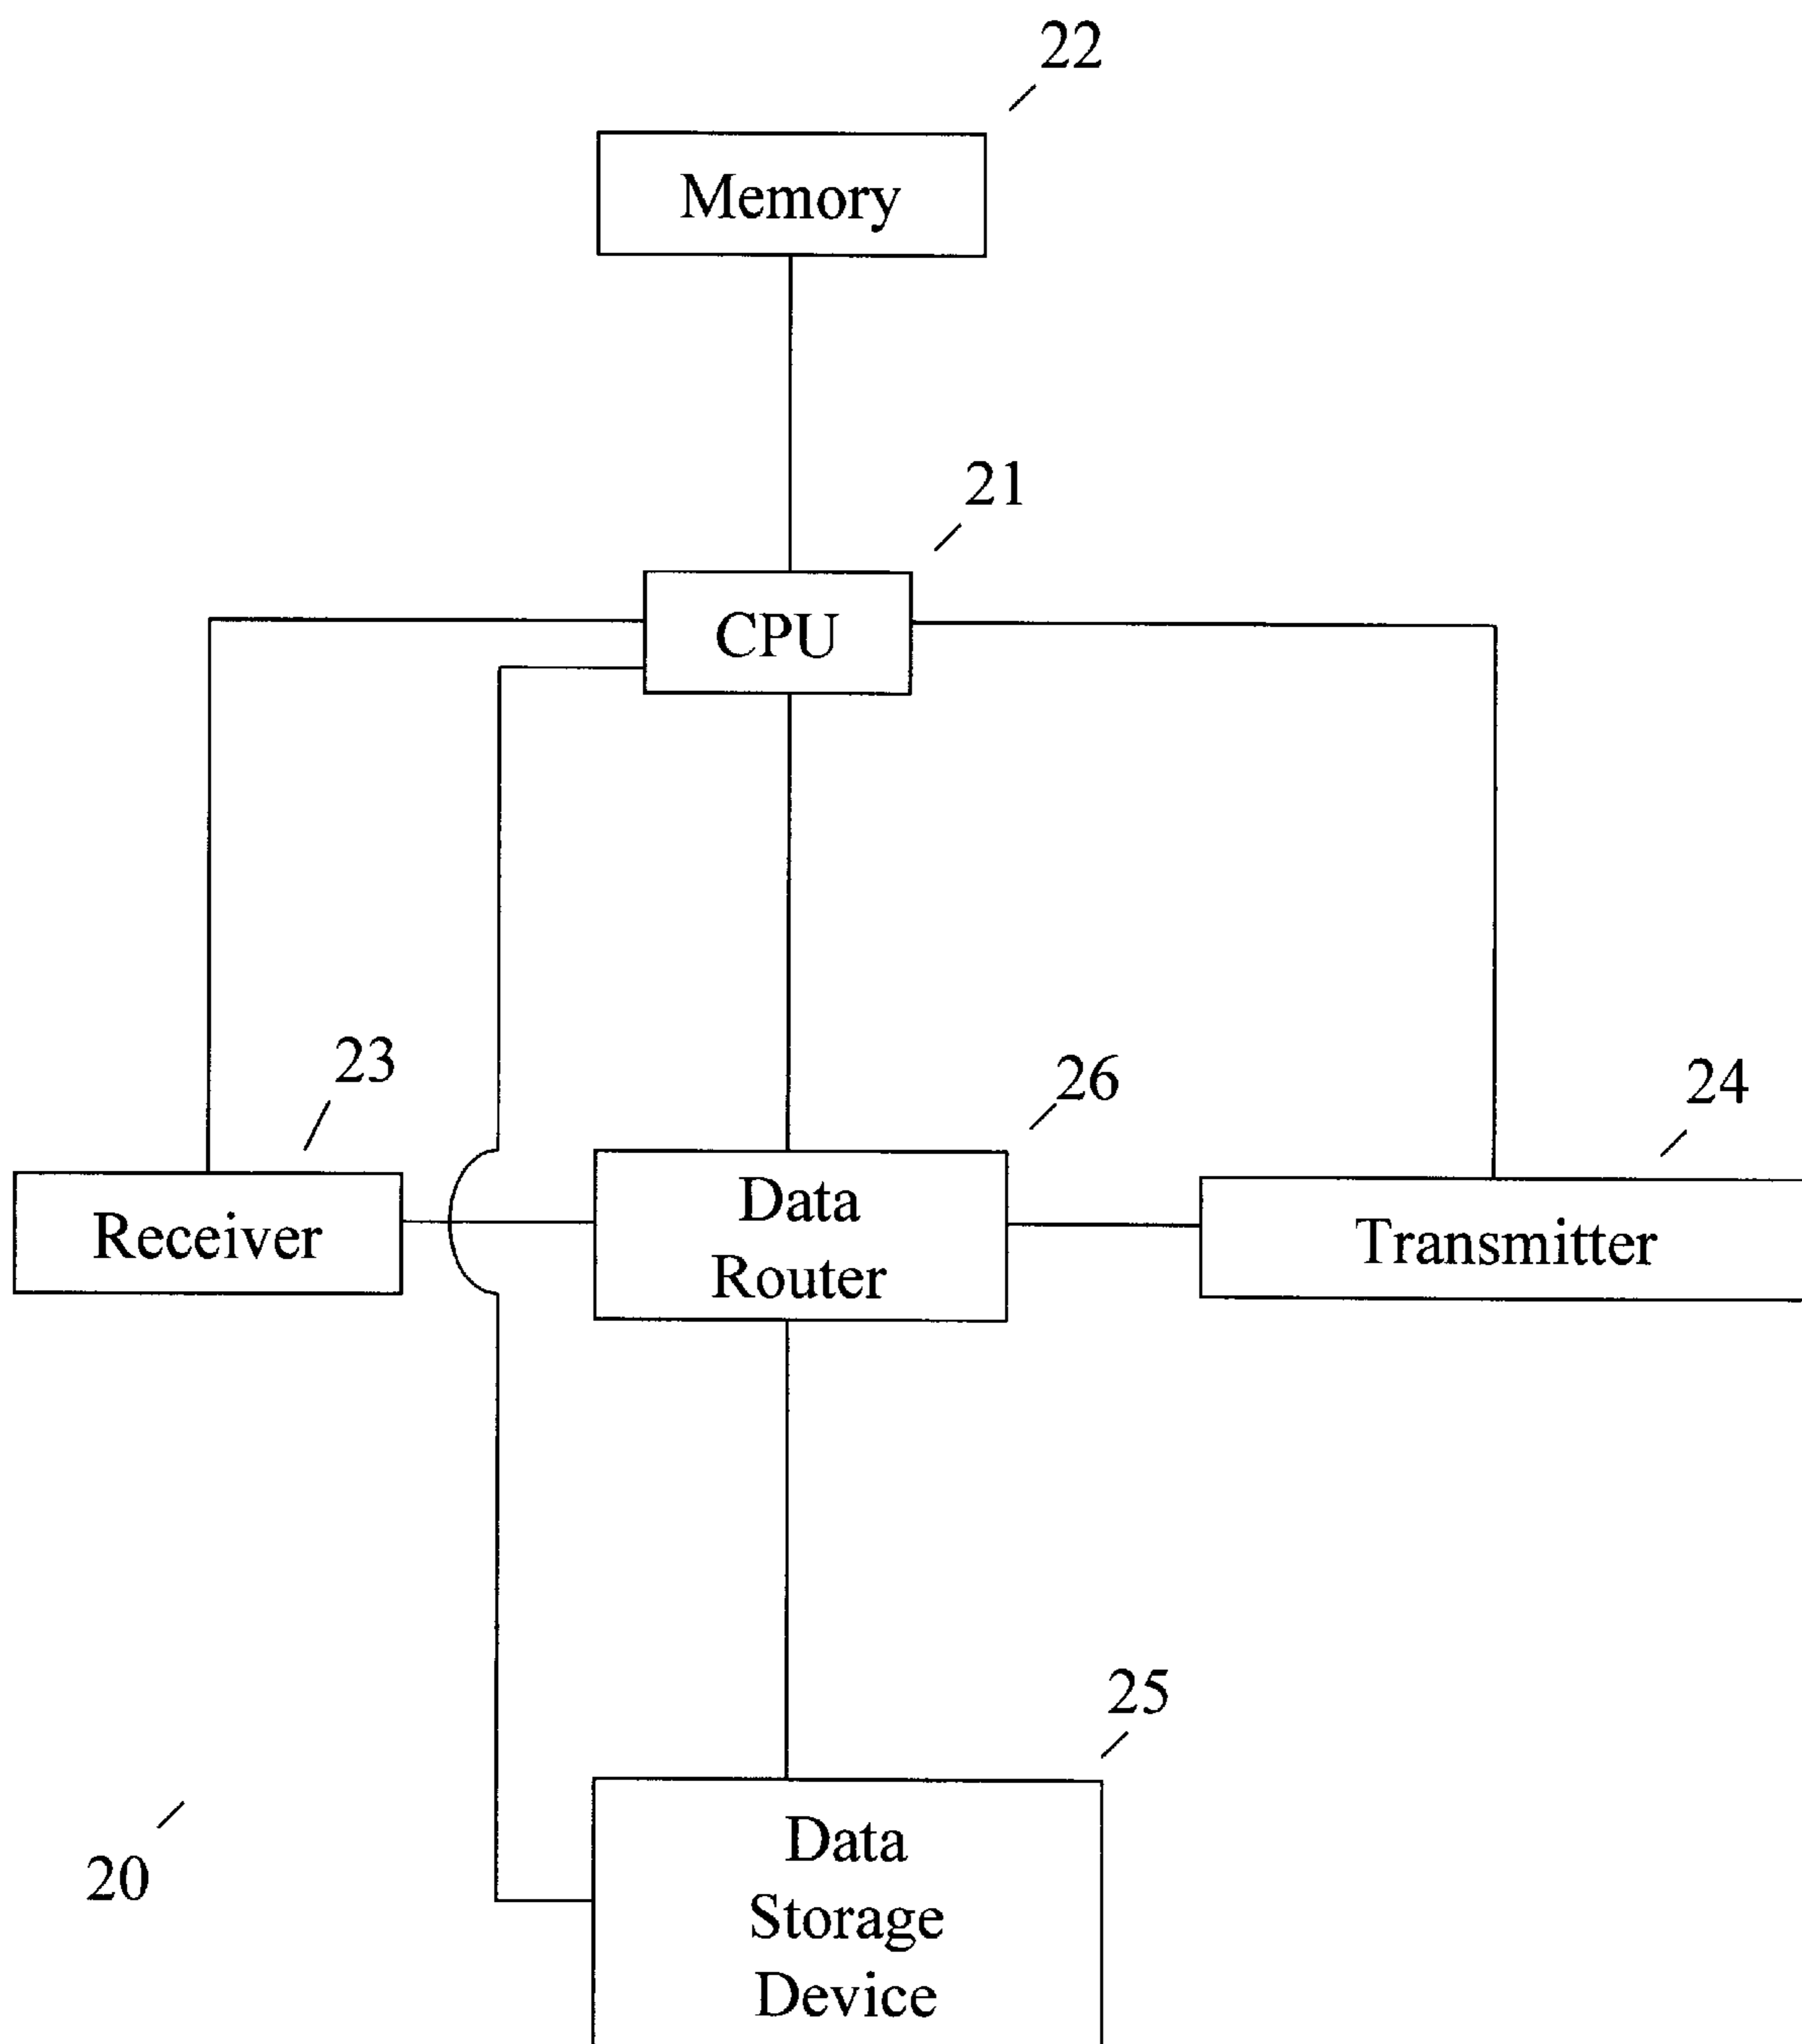 22
Memory
21
CPU
23
26
24
Data
Router
Receiver
Transmitter
25
20
Data
Storage
Device